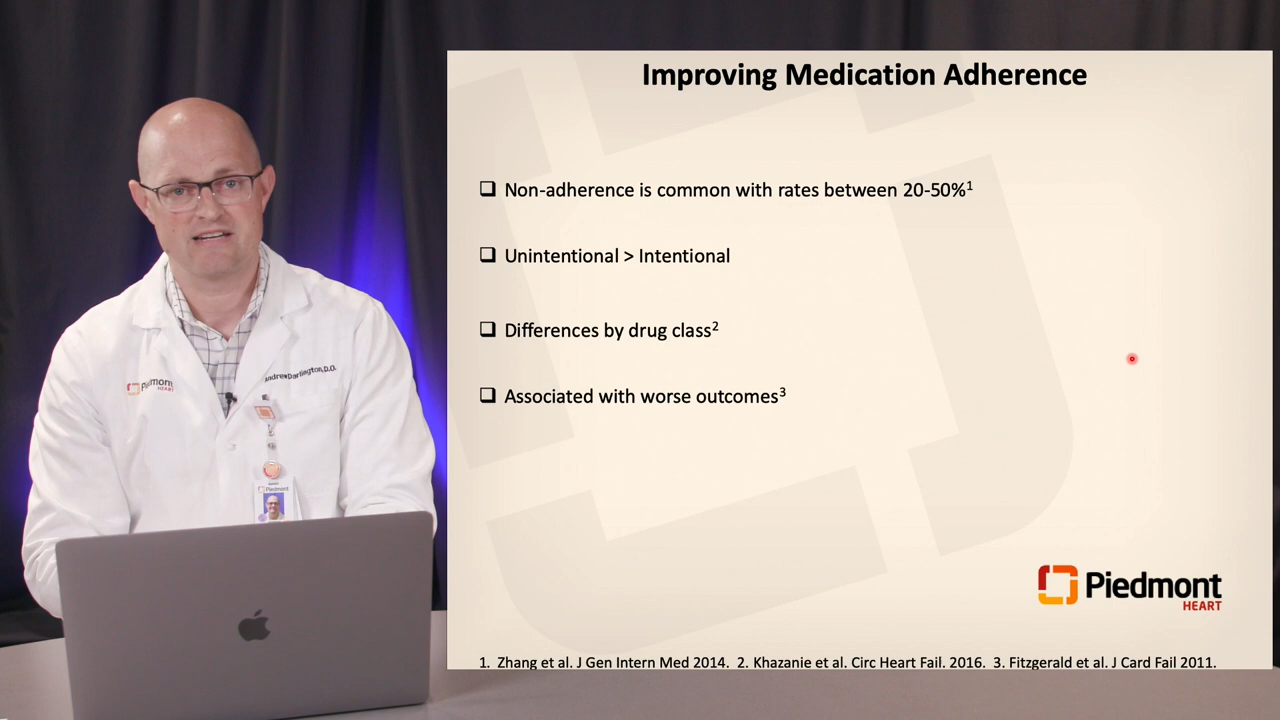 Improving Medication Adherence
❑ Non-adherence is common with rates between 20-50%¹
❑ Unintentional > Intentional
❑ Differences by drug class²
❑ Associated with worse outcomes³
Piedmont
HEART
1. Zhang et al. J Gen Intern Med 2014. 2. Khazanie et al. Circ Heart Fail. 2016. 3. Fitzgerald et al. J Card Fail 2011.
Piedmont
HEART
Andrew Darlington, D.O.
Piedmont